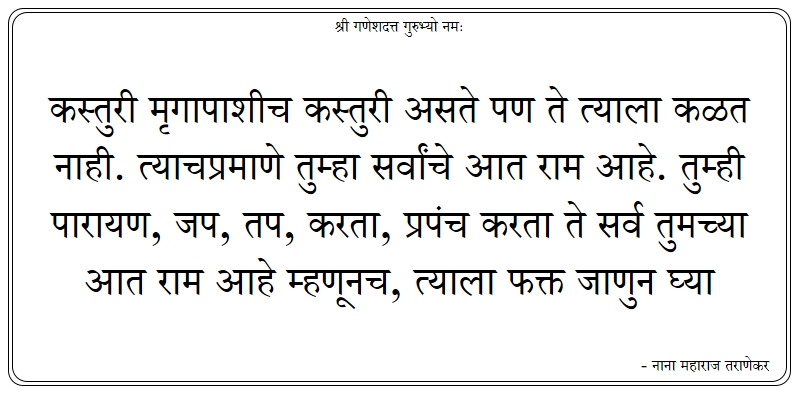 श्री गणेशदत्त गुरुभ्यो नमः
कस्तुरी मृगापाशीच कस्तुरी असते पण ते त्याला कळत
नाही. त्याचप्रमाणे तुम्हा सर्वांचे आत राम आहे. तुम्ही
पारायण, जप, तप, करता, प्रपंच करता ते सर्व तुमच्या
आत राम आहे म्हणूनच, त्याला फक्त जाणुन घ्या
- नाना महाराज तराणेकर